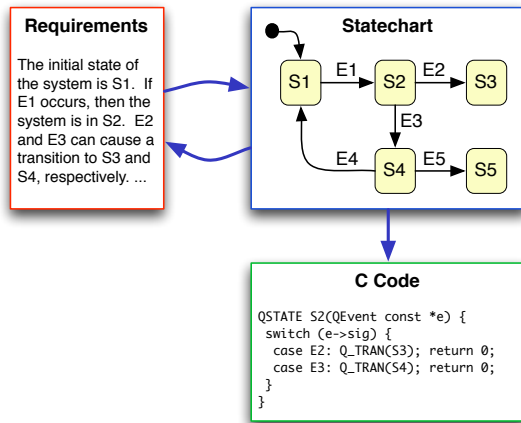 Requirements
The initial state of
the system is S1. If
E1 occurs, then the
system is in S2. E2
and E3 can cause a
transition to S3 and
S4, respectively. ...
Statechart
S1
E1
S2
E2
S3
E3
E4
S4
E5
S5
C Code
QSTATE S2(QEvent const *e) {
switch (e->sig) {
case E2: Q_TRAN(S3); return 0;
case E3: Q_TRAN(S4); return 0;
}
}